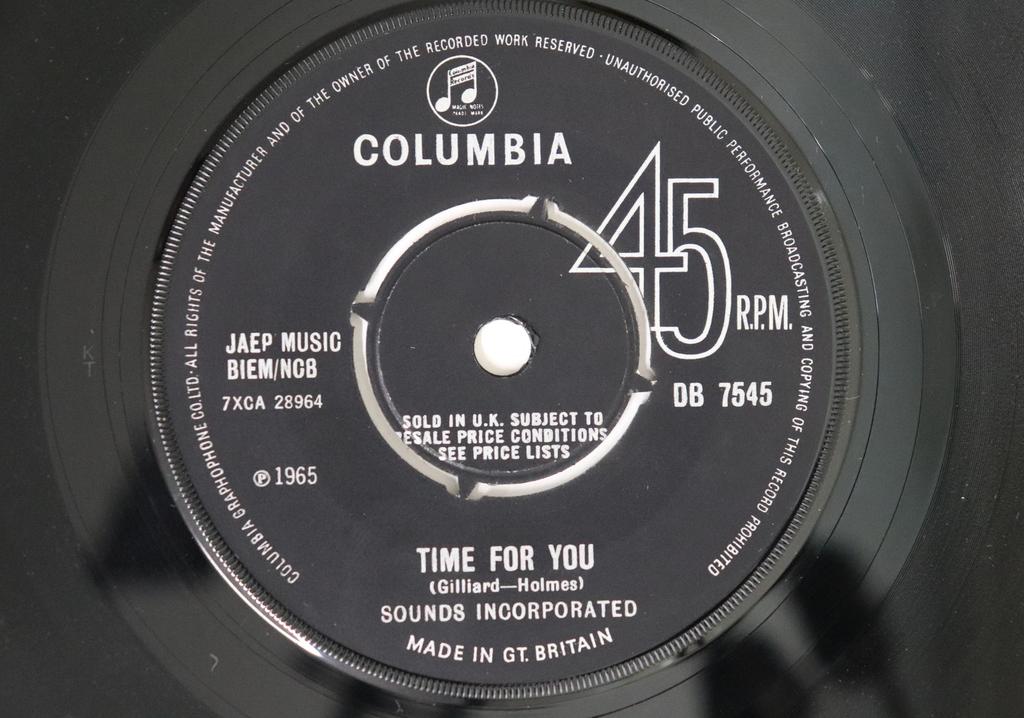 COLUMBIA GRAPHOPHONE CO. LTD. · ALL RIGHTS OF THE MANUFACTURER AND OF THE OWNER OF THE RECORDED WORK RESERVED · UNAUTHORISED PUBLIC PERFORMANCE BROADCASTING AND COPYING OF THIS RECORD PROHIBITED
Columbia
Records
MAGIC NOTES
TRADE MARK
COLUMBIA
45
R.P.M.
JAEP MUSIC
BIEM/NCB
7XCA 28964
DB 7545
SOLD IN U.K. SUBJECT TO
RESALE PRICE CONDITIONS
SEE PRICE LISTS
℗ 1965
TIME FOR YOU
(Gilliard—Holmes)
SOUNDS INCORPORATED
MADE IN GT. BRITAIN
KT